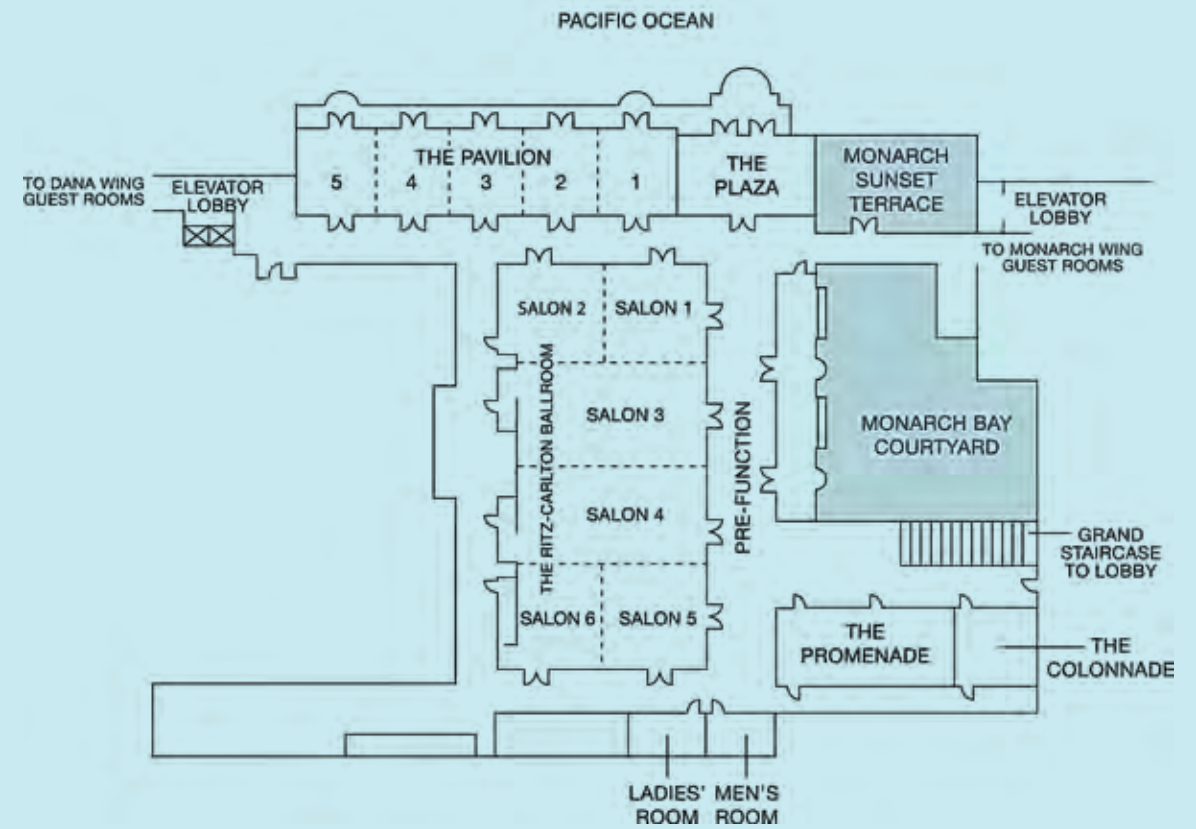 PACIFIC OCEAN
THE PAVILION
5
4
3
2
1
THE
PLAZA
MONARCH
SUNSET
TERRACE
TO DANA WING
GUEST ROOMS
ELEVATOR
LOBBY
ELEVATOR
LOBBY
TO MONARCH WING
GUEST ROOMS
SALON 2
SALON 1
THE RITZ-CARLTON BALLROOM
SALON 3
SALON 4
SALON 6
SALON 5
PRE-FUNCTION
MONARCH BAY
COURTYARD
GRAND
STAIRCASE
TO LOBBY
THE
PROMENADE
THE
COLONNADE
LADIES'
ROOM
MEN'S
ROOM